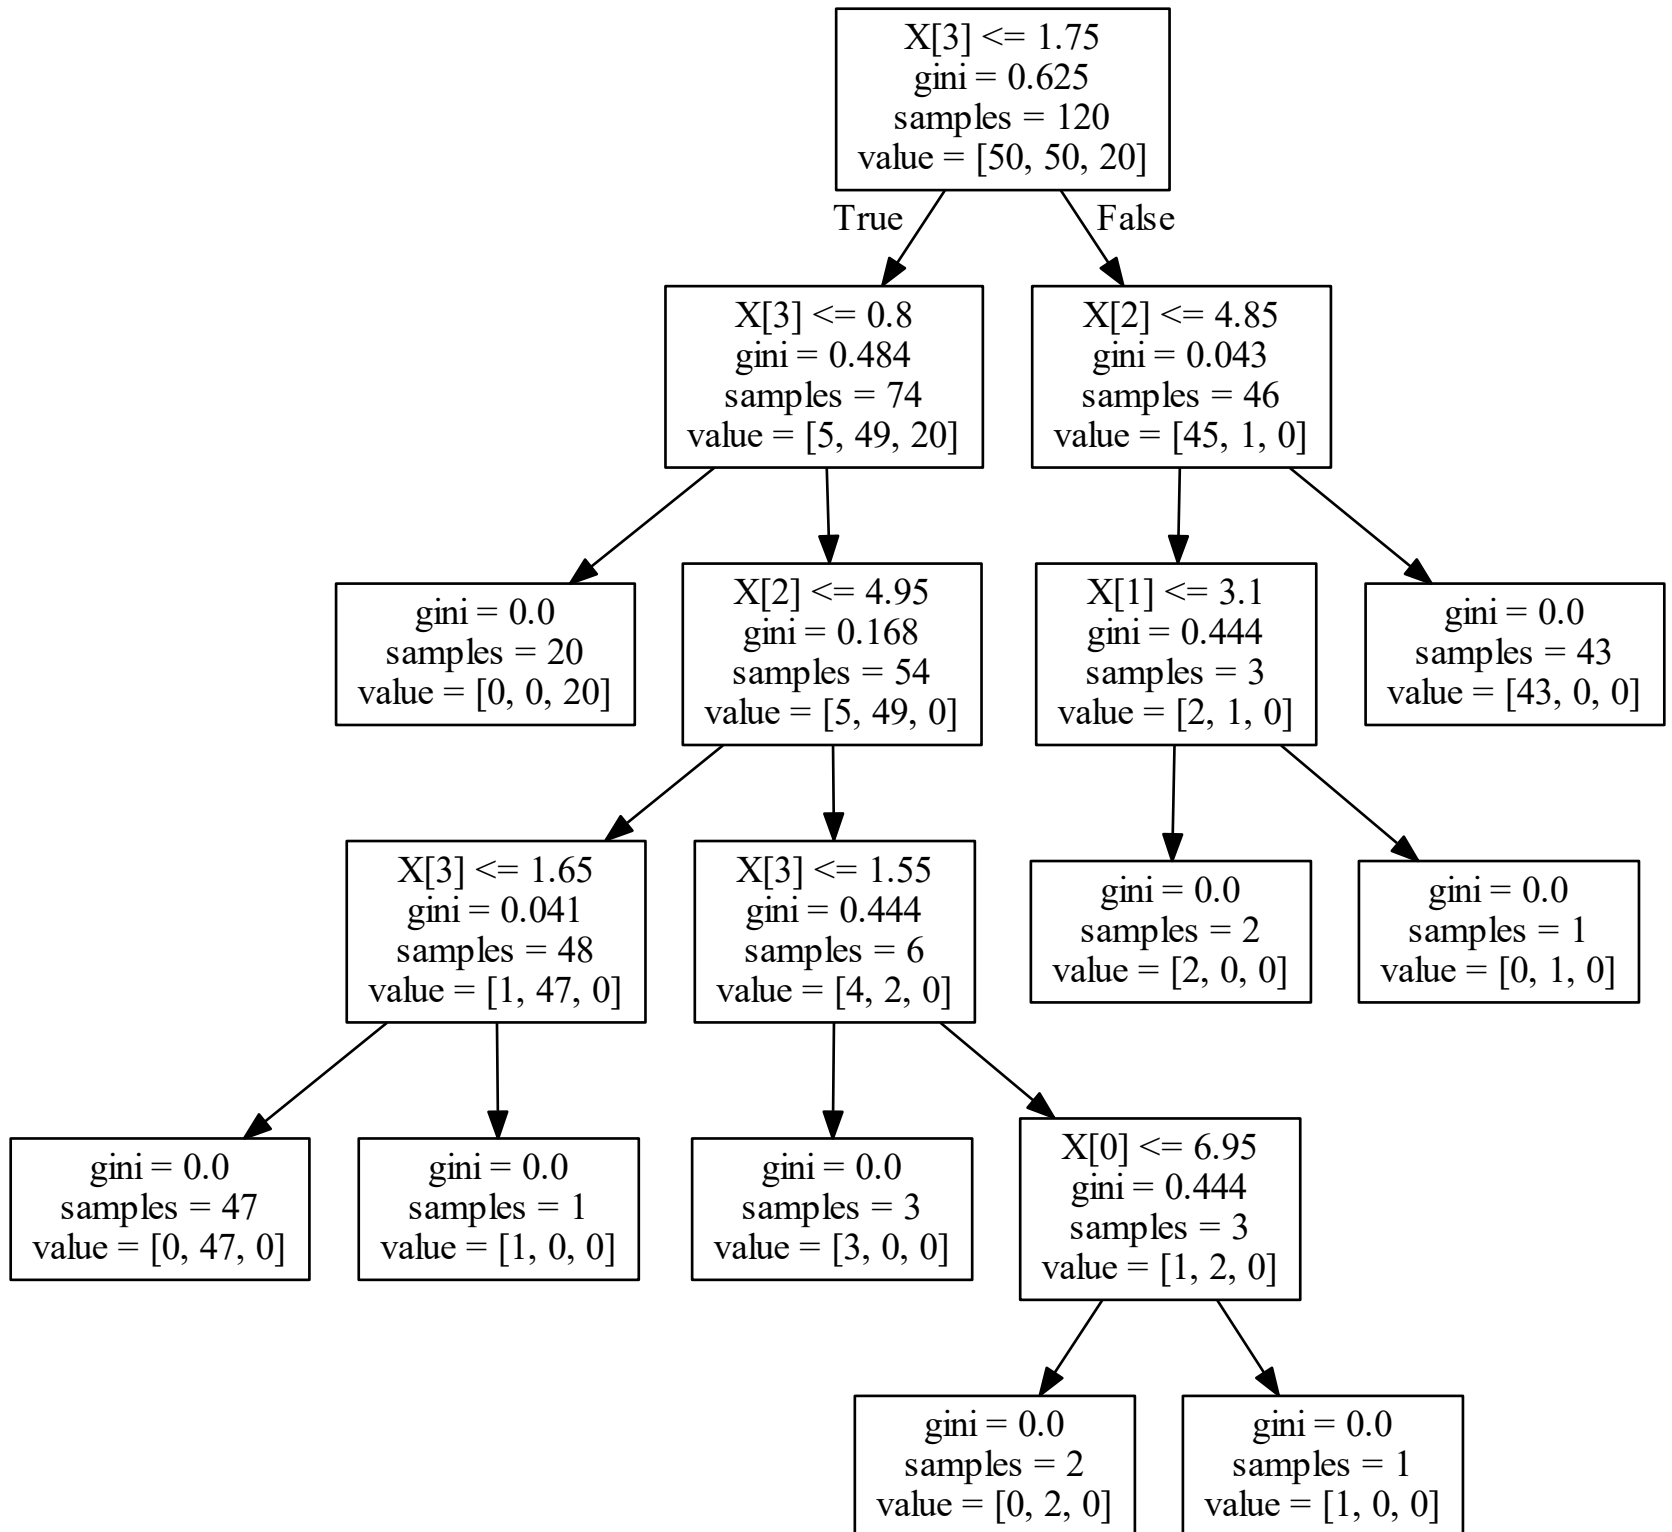 X[3] <= 1.75
gini = 0.625
samples = 120
value = [50, 50, 20]
True
False
X[3] <= 0.8
gini = 0.484
samples = 74
value = [5, 49, 20]
X[2] <= 4.85
gini = 0.043
samples = 46
value = [45, 1, 0]
gini = 0.0
samples = 20
value = [0, 0, 20]
X[2] <= 4.95
gini = 0.168
samples = 54
value = [5, 49, 0]
X[1] <= 3.1
gini = 0.444
samples = 3
value = [2, 1, 0]
gini = 0.0
samples = 43
value = [43, 0, 0]
X[3] <= 1.65
gini = 0.041
samples = 48
value = [1, 47, 0]
X[3] <= 1.55
gini = 0.444
samples = 6
value = [4, 2, 0]
gini = 0.0
samples = 2
value = [2, 0, 0]
gini = 0.0
samples = 1
value = [0, 1, 0]
gini = 0.0
samples = 47
value = [0, 47, 0]
gini = 0.0
samples = 1
value = [1, 0, 0]
gini = 0.0
samples = 3
value = [3, 0, 0]
X[0] <= 6.95
gini = 0.444
samples = 3
value = [1, 2, 0]
gini = 0.0
samples = 2
value = [0, 2, 0]
gini = 0.0
samples = 1
value = [1, 0, 0]